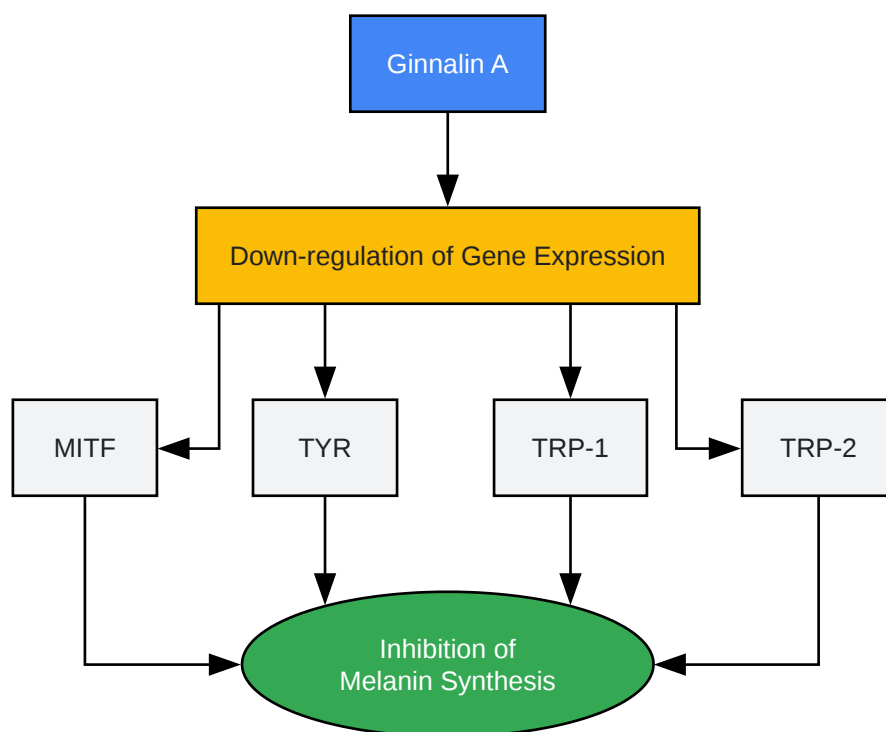 Ginnalin A
Down-regulation of Gene Expression
MITF
TYR
TRP-1
TRP-2
Inhibition of
Melanin Synthesis